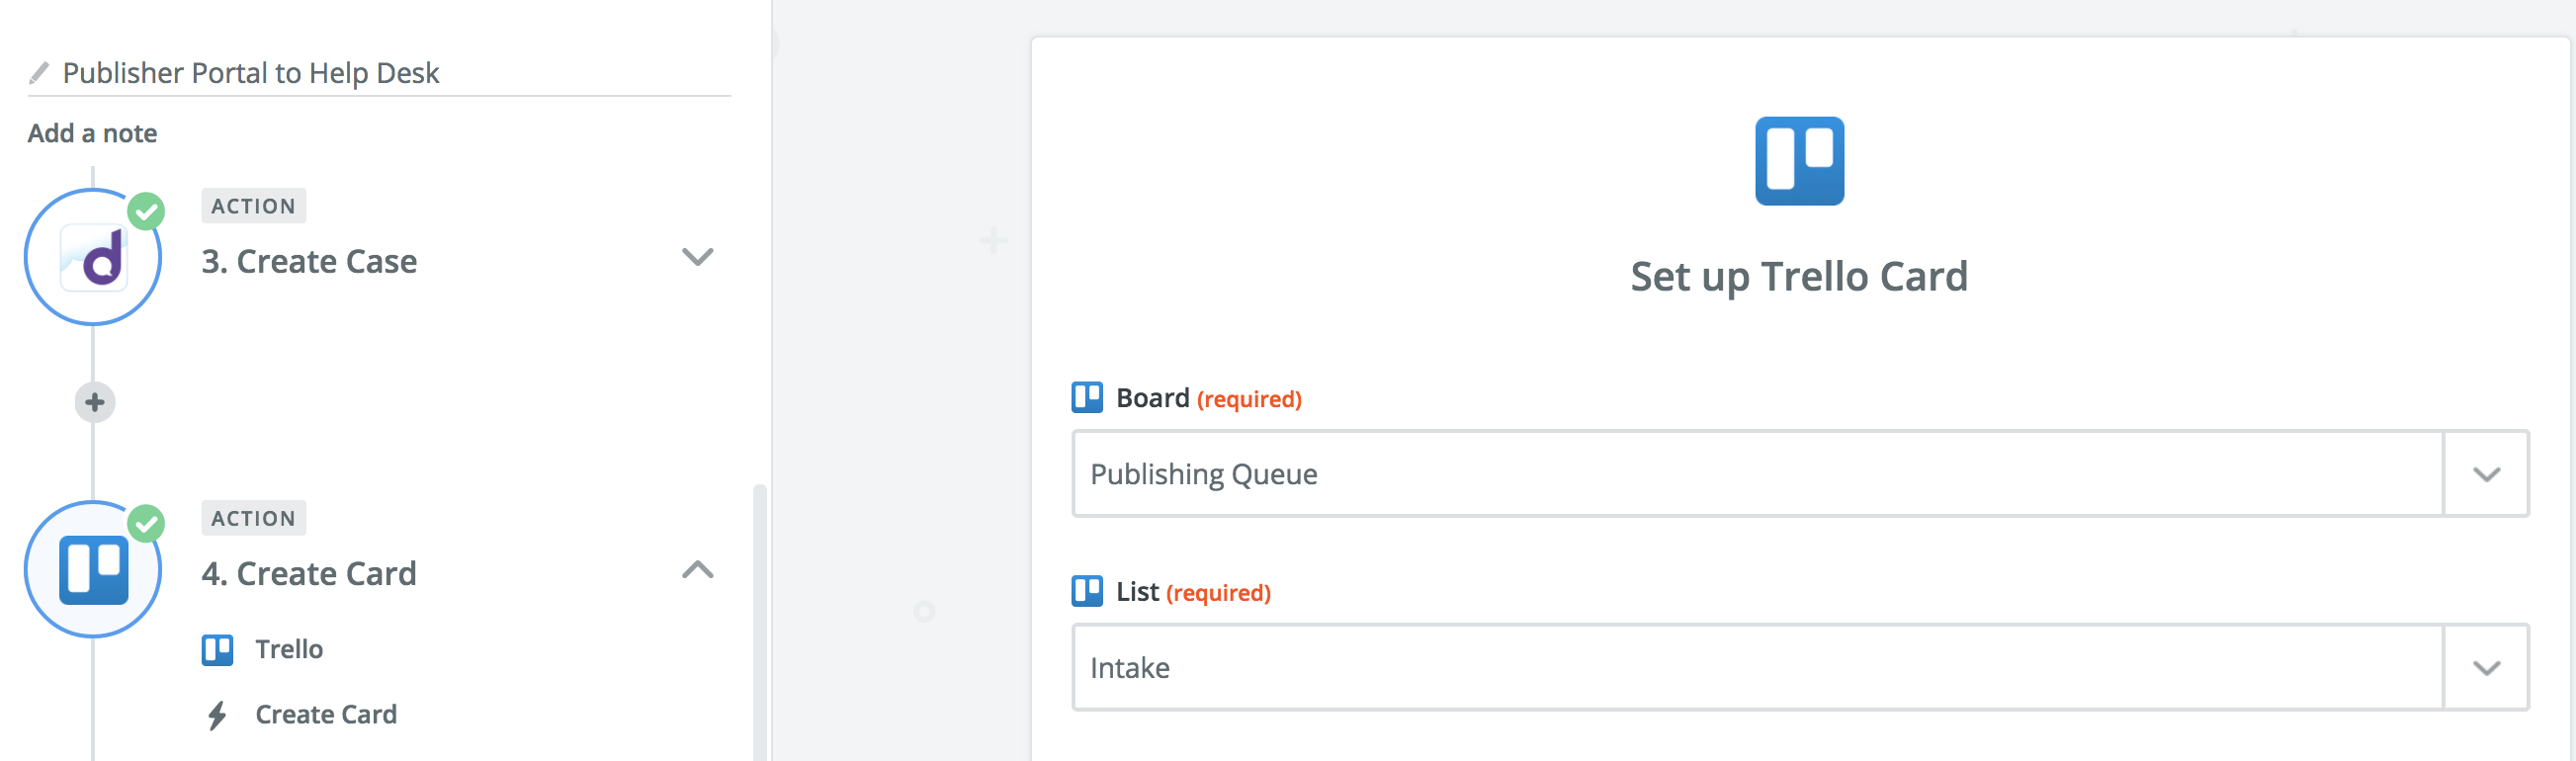 Publisher Portal to Help Desk
Add a note
ACTION
3. Create Case
ACTION
4. Create Card
Trello
Create Card
Set up Trello Card
Board (required)
Publishing Queue
List (required)
Intake